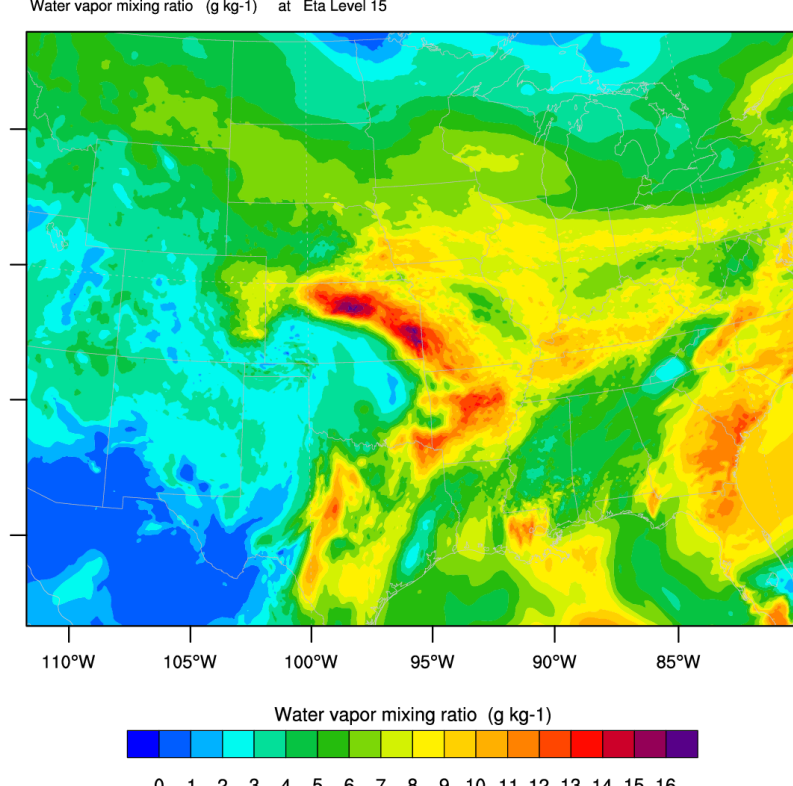 Water vapor mixing ratio (g kg-1) at Eta Level 15
110°W 105°W 100°W 95°W 90°W 85°W
Water vapor mixing ratio (g kg-1)
0 1 2 3 4 5 6 7 8 9 10 11 12 13 14 15 16